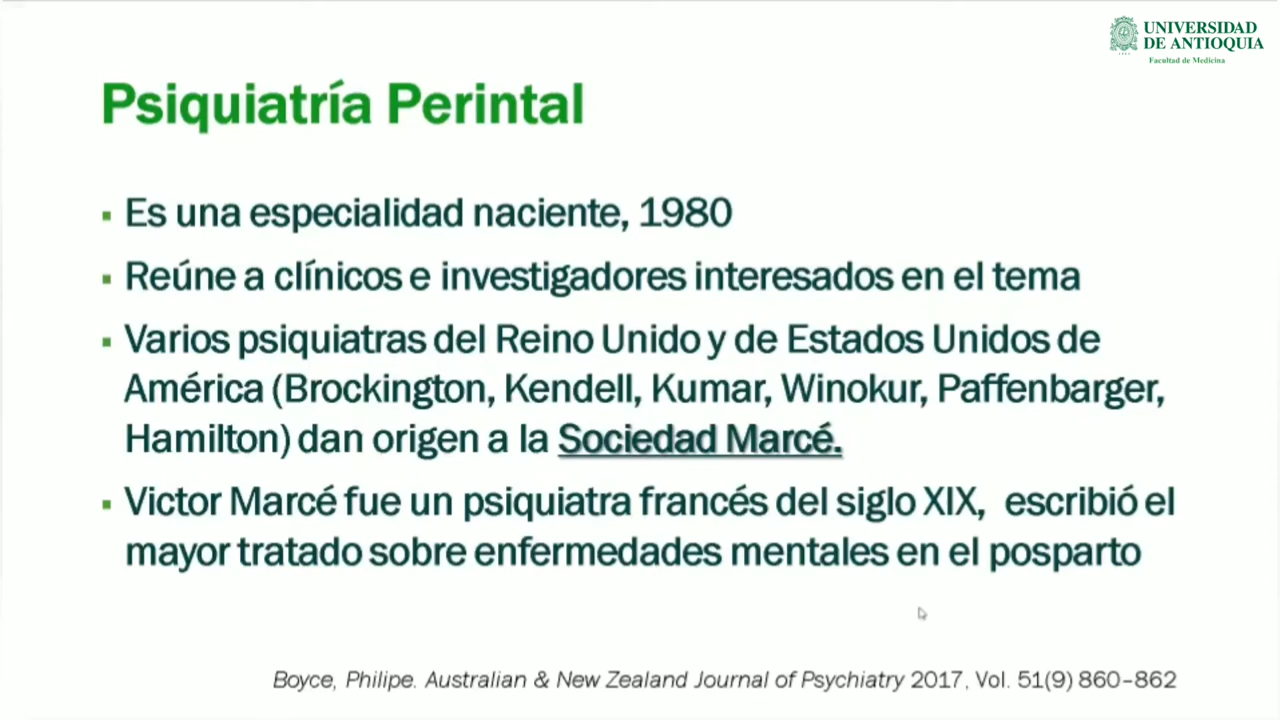 UNIVERSIDAD
DE ANTIOQUIA
Facultad de Medicina
Psiquiatría Perintal
▪ Es una especialidad naciente, 1980
▪ Reúne a clínicos e investigadores interesados en el tema
▪ Varios psiquiatras del Reino Unido y de Estados Unidos de
América (Brockington, Kendell, Kumar, Winokur, Paffenbarger,
Hamilton) dan origen a la Sociedad Marcé.
▪ Victor Marcé fue un psiquiatra francés del siglo XIX, escribió el
mayor tratado sobre enfermedades mentales en el posparto
Boyce, Philipe. Australian & New Zealand Journal of Psychiatry 2017, Vol. 51(9) 860–862